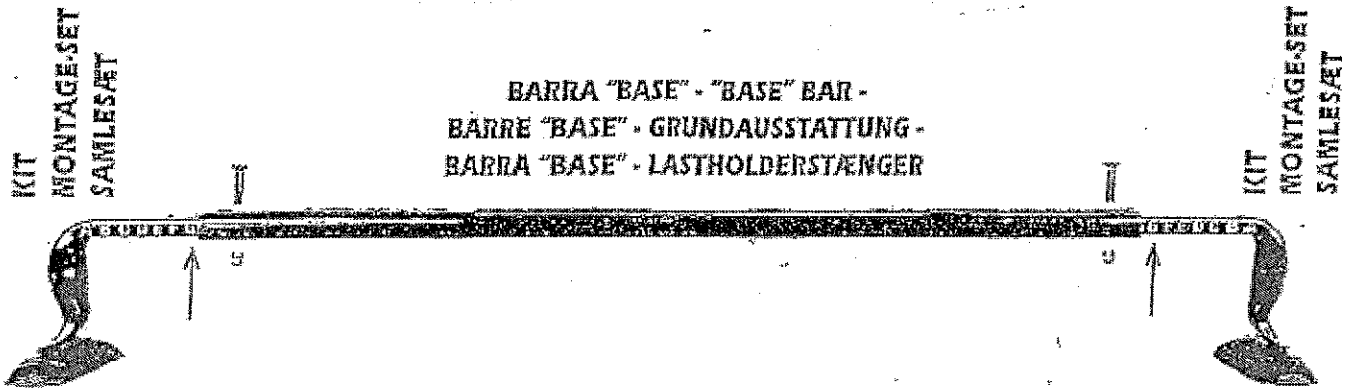 KIT
MONTAGE-SET
SAMLESÆT
BARRA "BASE" - "BASE" BAR -
BARRE "BASE" - GRUNDAUSSTATTUNG -
BARRA "BASE" - LASTHOLDERSTÆNGER
KIT
MONTAGE-SET
SAMLESÆT